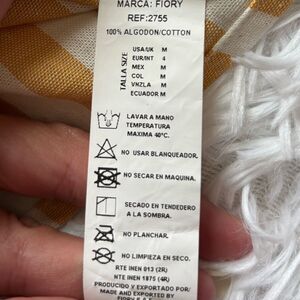 MARCA: FIORY
REF:2755
100% ALGODON/COTTON
TALLA SIZE
USA/UK M
EUR/INT 4
MEX M
COL M
VNZLA M
ECUADOR M
LAVAR A MANO
TEMPERATURA
MAXIMA 40°C.
NO USAR BLANQUEADOR.
NO SECAR EN MAQUINA.
SECADO EN TENDEDERO
A LA SOMBRA.
NO PLANCHAR.
NO LIMPIEZA EN SECO.
RTE INEN 013 (2R)
NTE INEN 1875 (4R)
PRODUCIDO Y EXPORTADO POR/
MADE AND EXPORTED BY